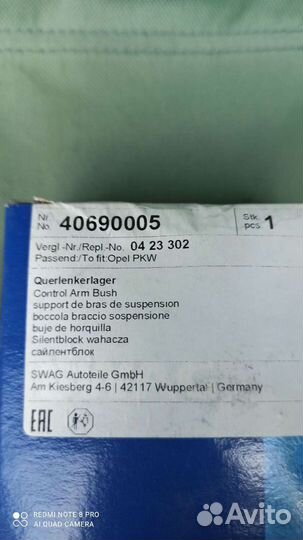 Nr.
No. 40690005 Stk. pcs. 1
Vergl.-Nr./Repl.-No. 04 23 302
Passend:/To fit:Opel PKW
Querlenkerlager
Control Arm Bush
support de bras de suspension
boccola braccio sospensione
buje de horquilla
Silentblock wahacza
сайлентблок
SWAG Autoteile GmbH
Am Kiesberg 4-6 | 42117 Wuppertal | Germany
EAC
REDMI NOTE 8 PRO
AI QUAD CAMERA
Avito